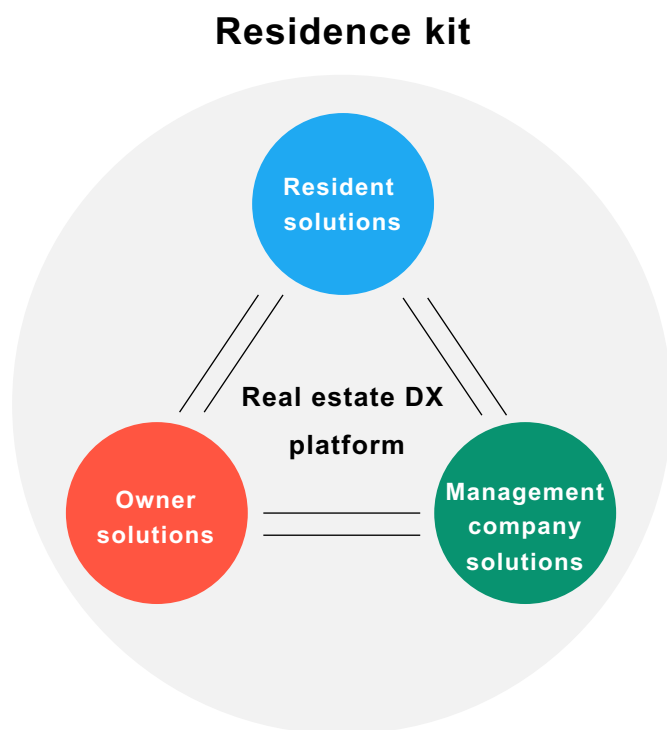 Residence kit
Resident
solutions
Real estate DX
platform
Owner
solutions
Management
company
solutions